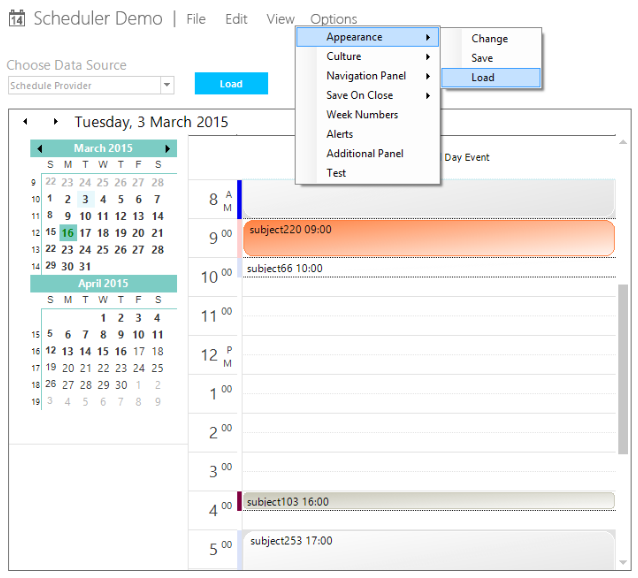 14 Scheduler Demo | File Edit View Options
Appearance
Culture
Navigation Panel
Save On Close
Week Numbers
Alerts
Additional Panel
Test
Change
Save
Load
Choose Data Source
Schedule Provider
Load
Tuesday, 3 March 2015
March 2015
S M T W T F S
9 22 23 24 25 26 27 28
10 1 2 3 4 5 6 7
11 8 9 10 11 12 13 14
12 15 16 17 18 19 20 21
13 22 23 24 25 26 27 28
14 29 30 31
April 2015
S M T W T F S
1 2 3 4
15 5 6 7 8 9 10 11
16 12 13 14 15 16 17 18
17 19 20 21 22 23 24 25
18 26 27 28 29 30 1 2
19 3 4 5 6 7 8 9
Day Event
8 AM
9 00 subject220 09:00
10 00 subject66 10:00
11 00
12 PM
1 00
2 00
3 00
4 00 subject103 16:00
5 00 subject253 17:00